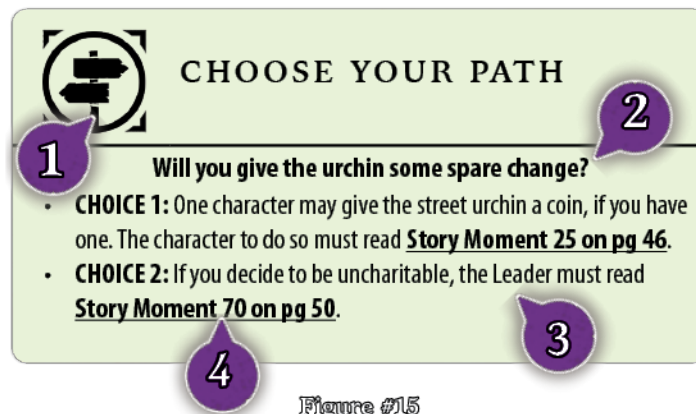 CHOOSE YOUR PATH
2
1
Will you give the urchin some spare change?
• CHOICE 1: One character may give the street urchin a coin, if you have
one. The character to do so must read Story Moment 25 on pg 46.
• CHOICE 2: If you decide to be uncharitable, the Leader must read
Story Moment 70 on pg 50.
3
4
Figure #15